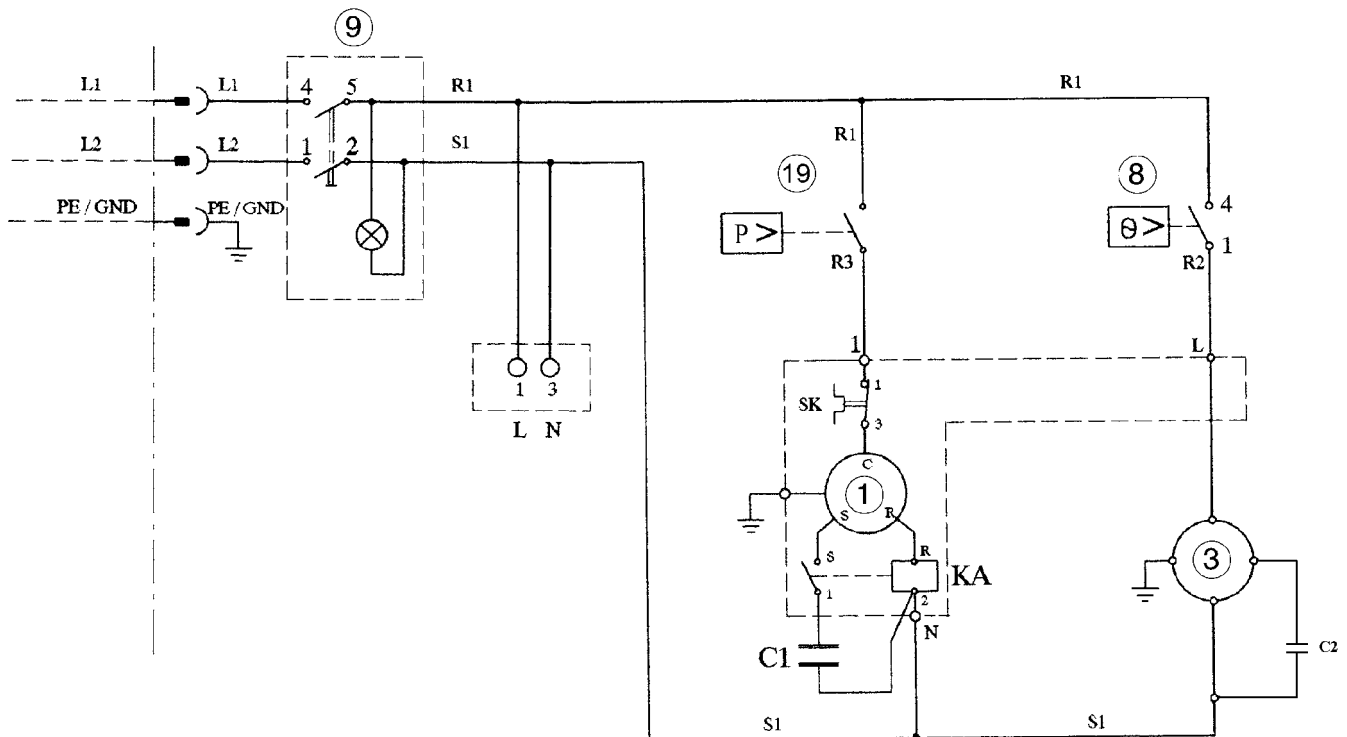 9
L1 L1 4 5 R1 R1
L2 L2 1 2 S1
R1
19 8
PE / GND PE / GND
4
P > θ >
1
R3 R2
1 L
1 3
1
SK
3
L N
C
1
S R
3
S R
KA
1 2
N
C1 C2
S1 S1